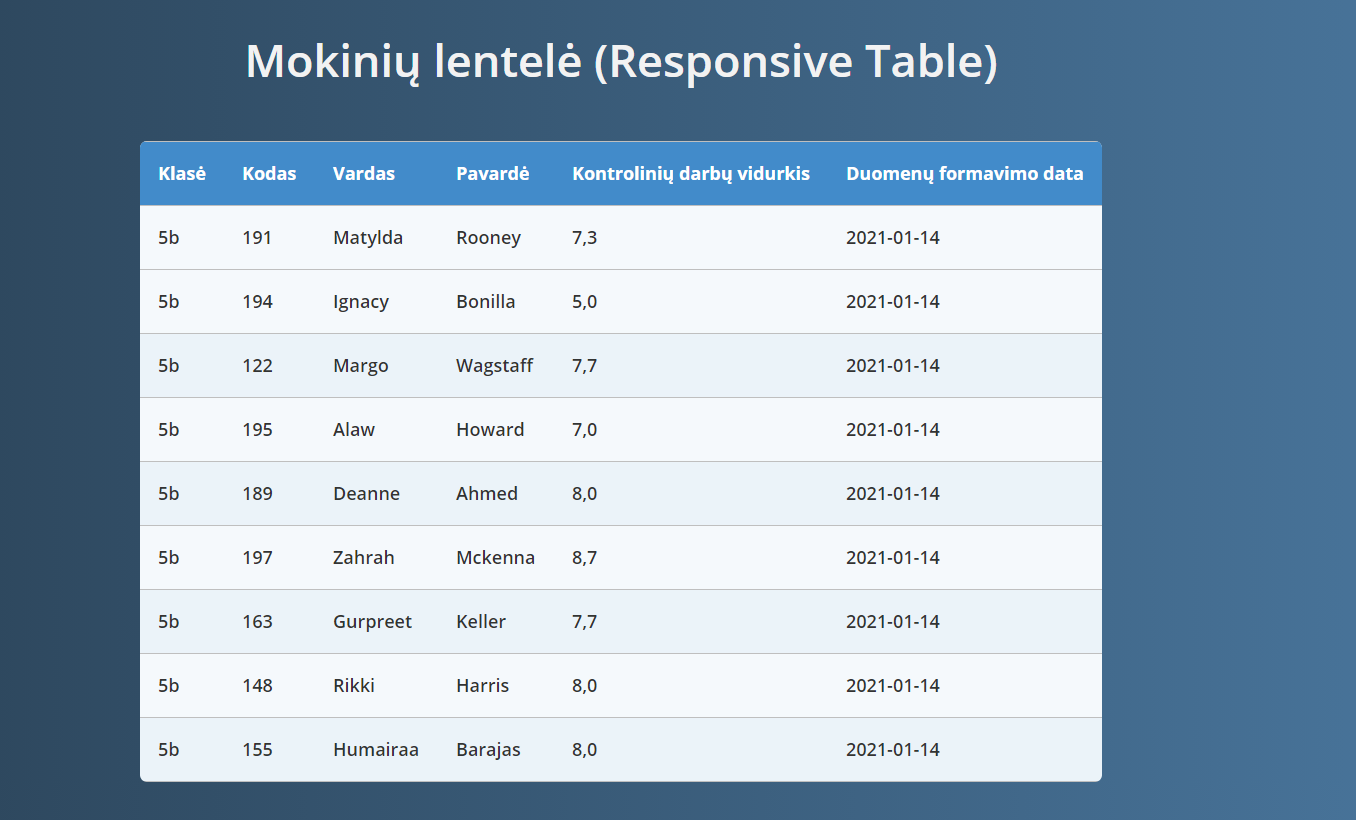 Mokinių lentelė (Responsive Table)
Klasė Kodas Vardas Pavardė Kontrolinių darbų vidurkis Duomenų formavimo data
5b 191 Matylda Rooney 7,3 2021-01-14
5b 194 Ignacy Bonilla 5,0 2021-01-14
5b 122 Margo Wagstaff 7,7 2021-01-14
5b 195 Alaw Howard 7,0 2021-01-14
5b 189 Deanne Ahmed 8,0 2021-01-14
5b 197 Zahrah Mckenna 8,7 2021-01-14
5b 163 Gurpreet Keller 7,7 2021-01-14
5b 148 Rikki Harris 8,0 2021-01-14
5b 155 Humairaa Barajas 8,0 2021-01-14